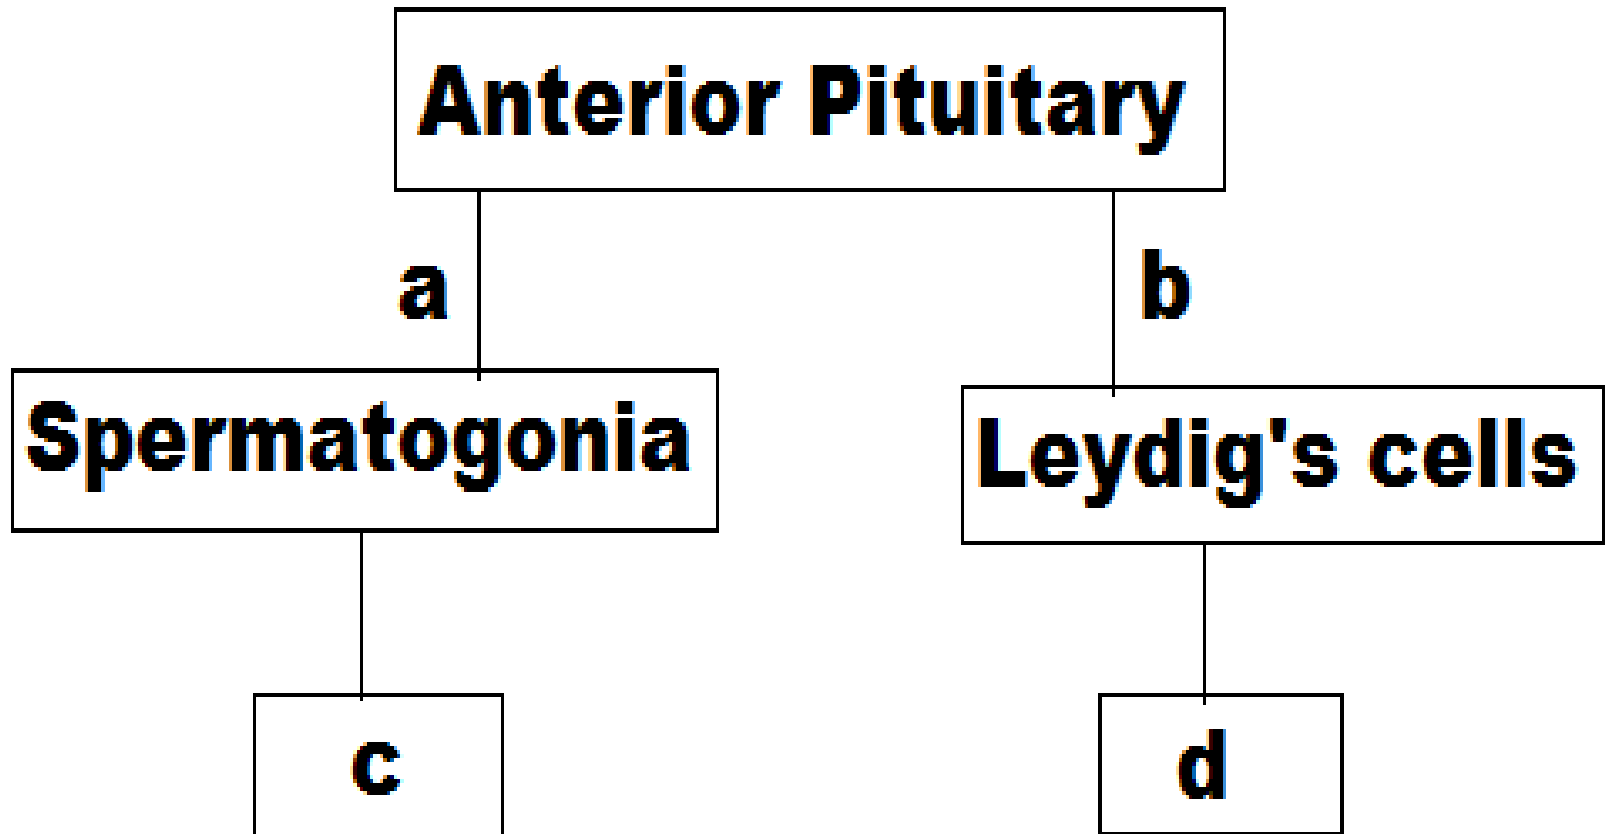 Anterior Pituitary
a
b
Spermatogonia
Leydig's cells
c
d